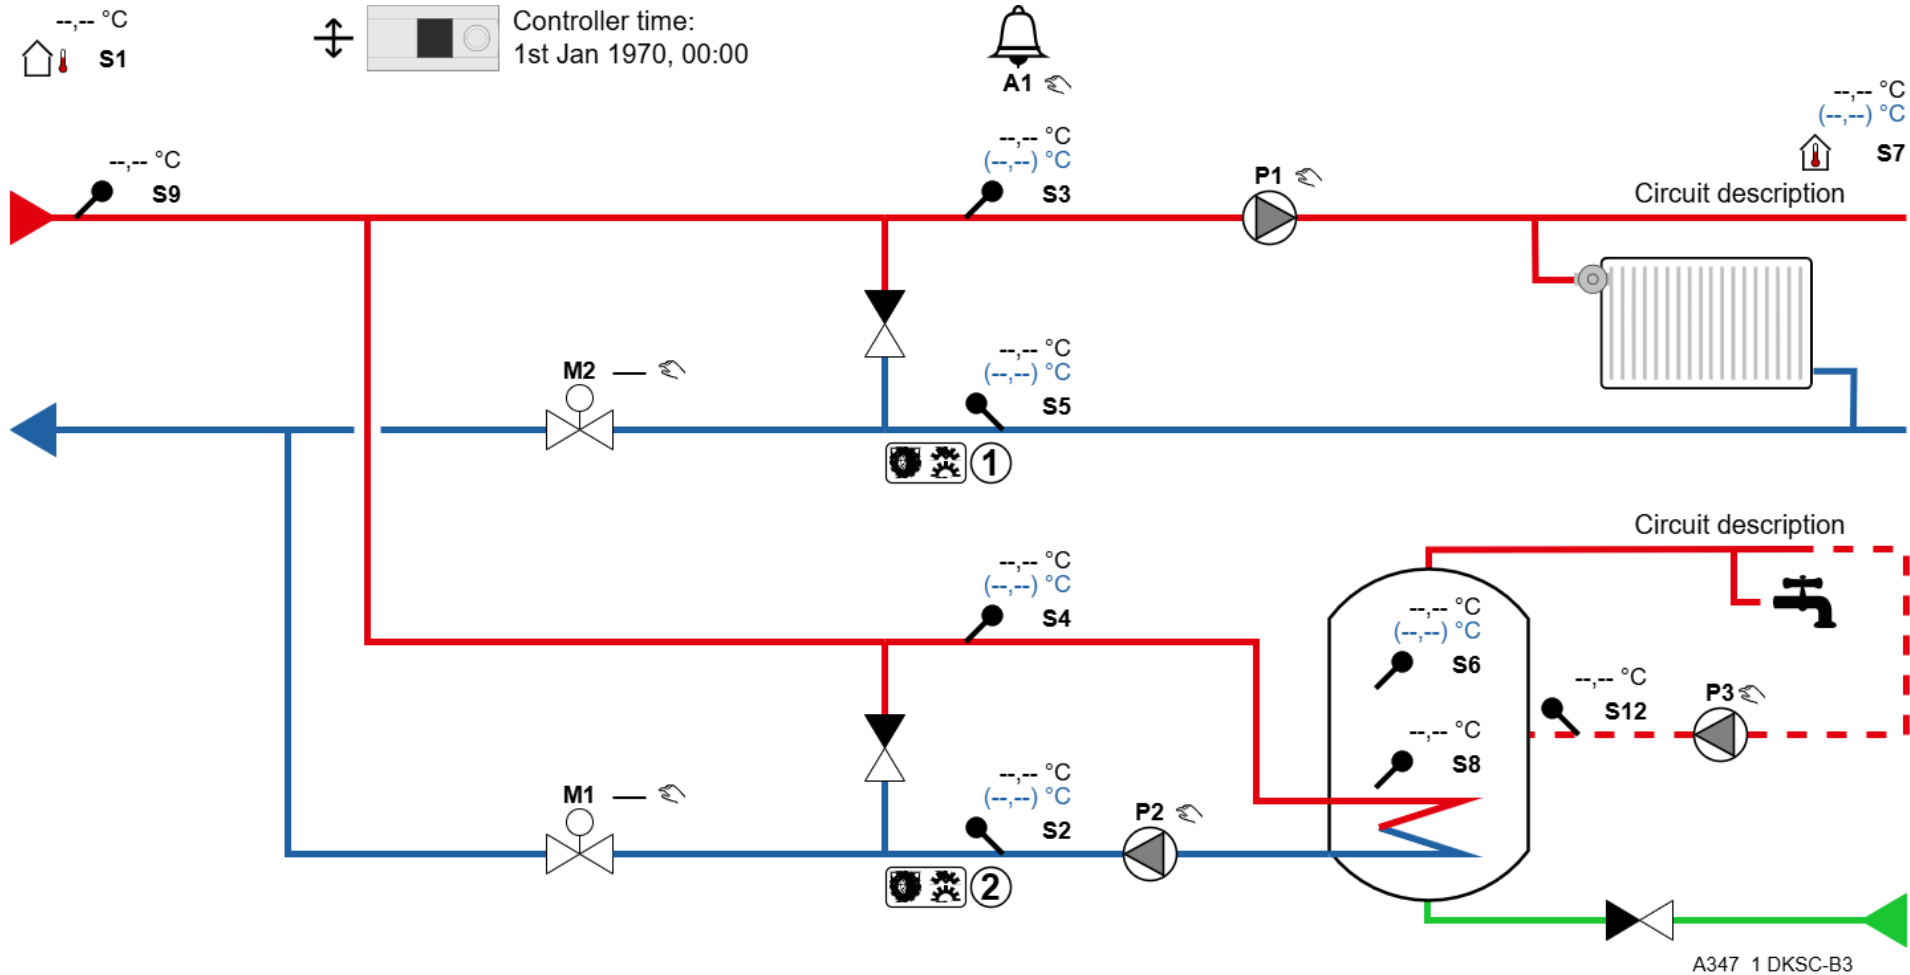 --,-- °C
S1
Controller time:
1st Jan 1970, 00:00
A1
--,-- °C
(--,--) °C
S7
--,-- °C
S9
--,-- °C
(--,--) °C
S3
P1
Circuit description
M2
--,-- °C
(--,--) °C
S5
1
Circuit description
--,-- °C
(--,--) °C
S4
--,-- °C
(--,--) °C
S6
--,-- °C
S12
P3
--,-- °C
S8
M1
--,-- °C
(--,--) °C
S2
P2
2
A347 1 DKSC-B3